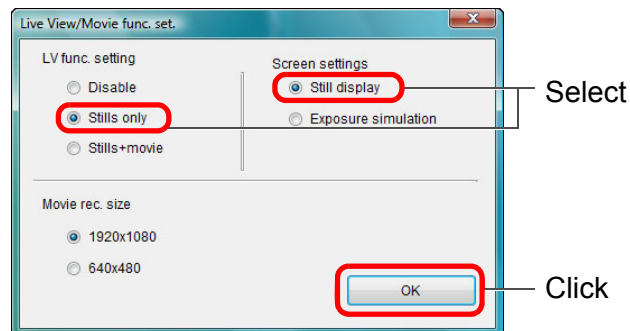 Live View/Movie func. set.
LV func. setting
Disable
Stills only
Stills+movie
Screen settings
Still display
Exposure simulation
Select
Movie rec. size
1920x1080
640x480
OK
Click